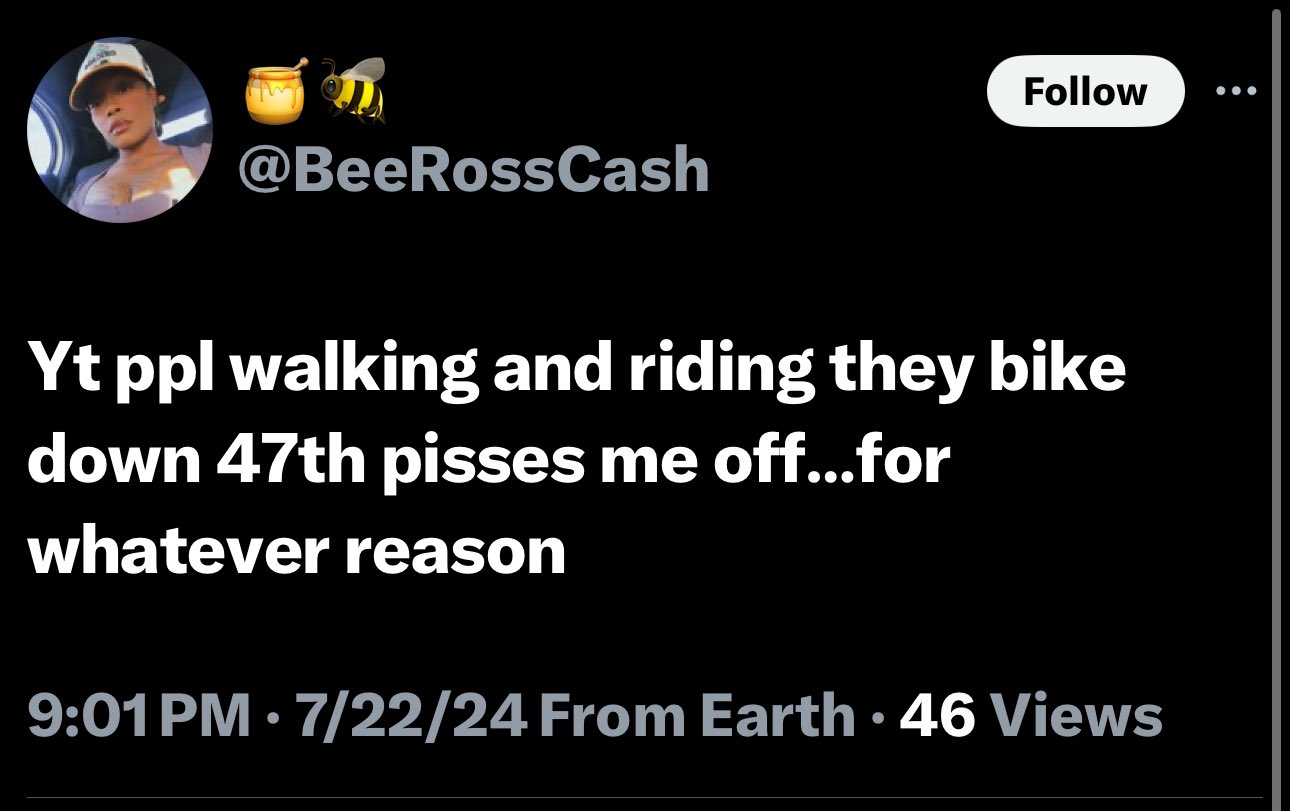 🍯🐝
Follow
@BeeRossCash
Yt ppl walking and riding they bike
down 47th pisses me off...for
whatever reason
9:01 PM · 7/22/24 From Earth · 46 Views